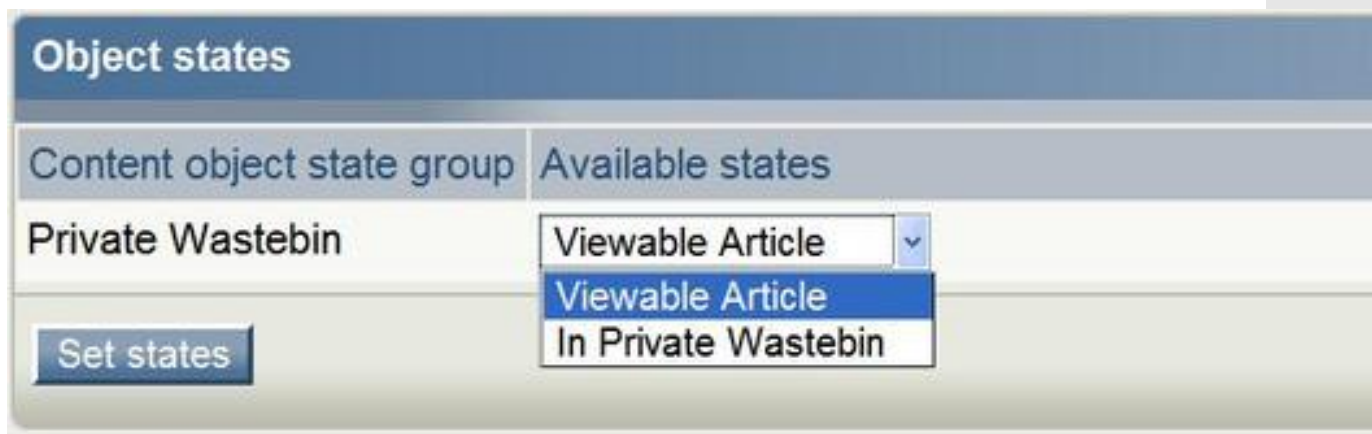 Object states
Content object state group Available states
Private Wastebin Viewable Article
Viewable Article
In Private Wastebin
Set states